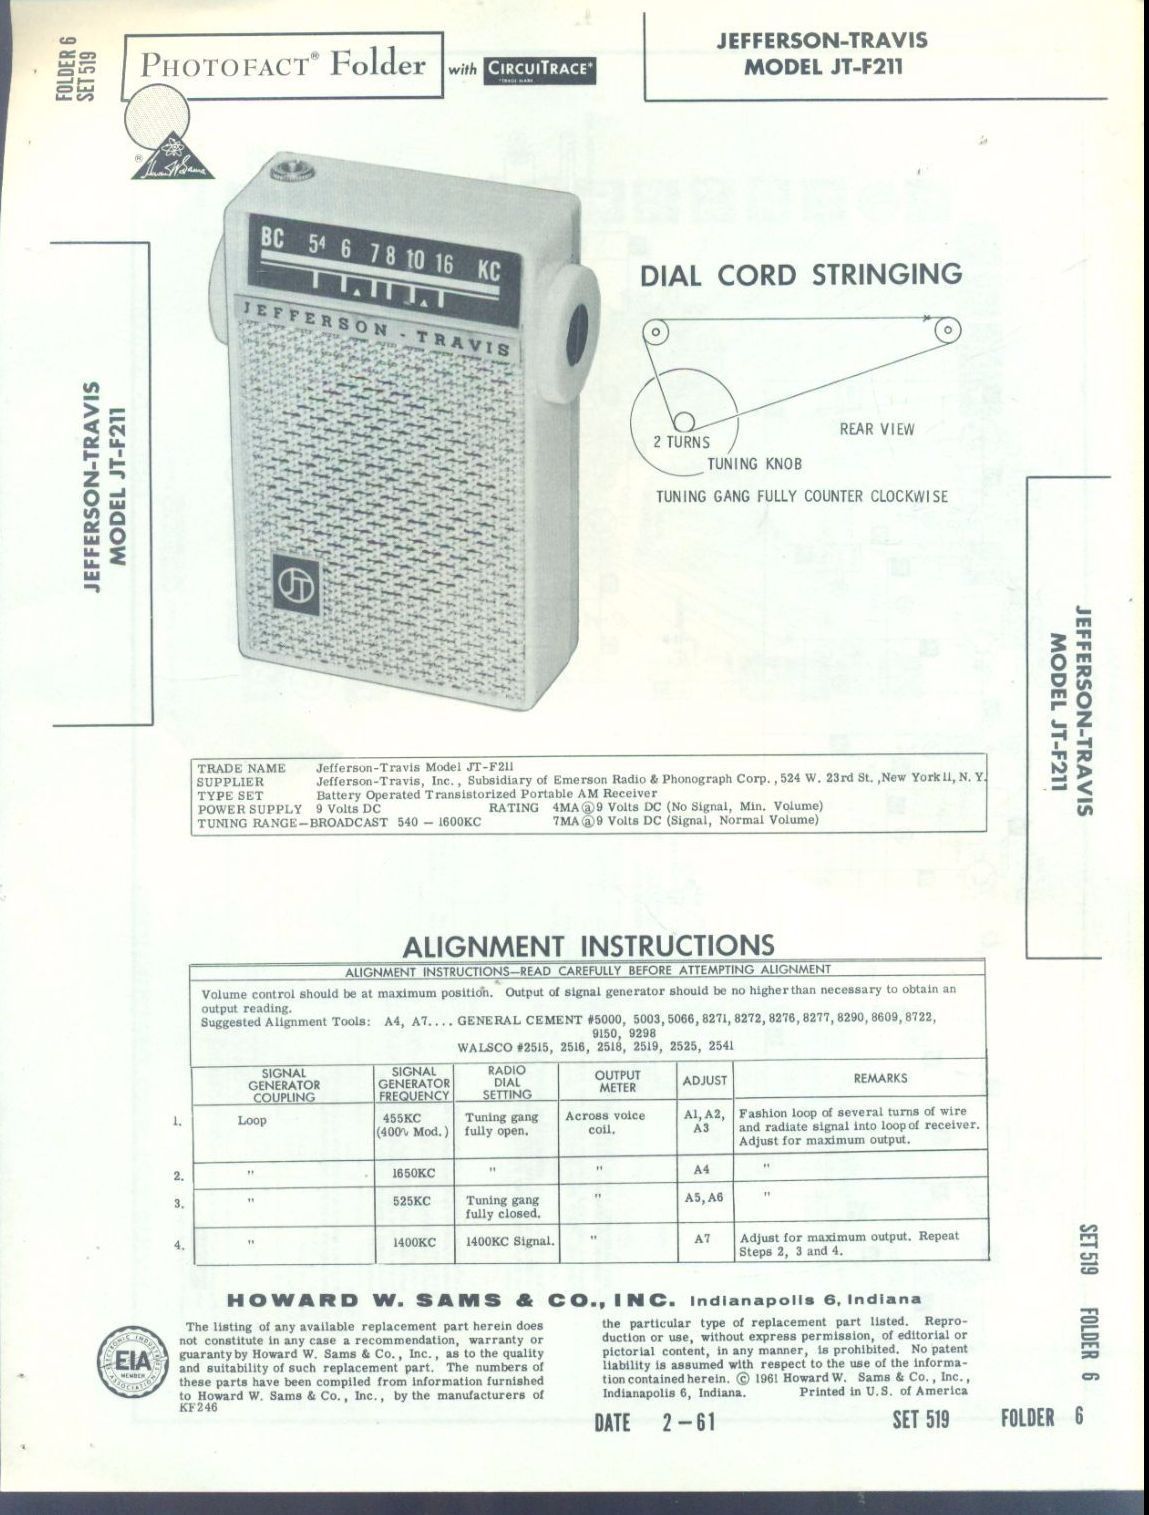 FOLDER 6
SET 519
PHOTOFACT® Folder
with CIRCUITRACE*
JEFFERSON-TRAVIS
MODEL JT-F211
®
BC 54 6 7 8 10 16 KC
JEFFERSON - TRAVIS
JT
DIAL CORD STRINGING
2 TURNS
REAR VIEW
TUNING KNOB
TUNING GANG FULLY COUNTER CLOCKWISE
JEFFERSON-TRAVIS
MODEL JT-F211
JEFFERSON-TRAVIS
MODEL JT-F211
TRADE NAME Jefferson-Travis Model JT-F211
SUPPLIER Jefferson-Travis, Inc., Subsidiary of Emerson Radio & Phonograph Corp., 524 W. 23rd St., New York 11, N. Y.
TYPE SET Battery Operated Transistorized Portable AM Receiver
POWER SUPPLY 9 Volts DC RATING 4MA @ 9 Volts DC (No Signal, Min. Volume)
TUNING RANGE—BROADCAST 540 — 1600KC 7MA @ 9 Volts DC (Signal, Normal Volume)
ALIGNMENT INSTRUCTIONS
ALIGNMENT INSTRUCTIONS—READ CAREFULLY BEFORE ATTEMPTING ALIGNMENT
Volume control should be at maximum position. Output of signal generator should be no higher than necessary to obtain an
output reading.
Suggested Alignment Tools: A4, A7.... GENERAL CEMENT #5000, 5003, 5066, 8271, 8272, 8276, 8277, 8290, 8609, 8722,
9150, 9298
WALSCO #2515, 2516, 2518, 2519, 2525, 2541
SIGNAL GENERATOR COUPLING SIGNAL GENERATOR FREQUENCY RADIO DIAL SETTING OUTPUT METER ADJUST REMARKS
1. Loop 455KC Tuning gang Across voice A1, A2, Fashion loop of several turns of wire
(400∿ Mod.) fully open. coil. A3 and radiate signal into loop of receiver.
Adjust for maximum output.
2. " 1650KC " " A4 "
3. " 525KC Tuning gang " A5, A6 "
fully closed.
4. " 1400KC 1400KC Signal. " A7 Adjust for maximum output. Repeat
Steps 2, 3 and 4.
HOWARD W. SAMS & CO., INC. Indianapolis 6, Indiana
EIA
MEMBER
The listing of any available replacement part herein does
not constitute in any case a recommendation, warranty or
guaranty by Howard W. Sams & Co., Inc., as to the quality
and suitability of such replacement part. The numbers of
these parts have been compiled from information furnished
to Howard W. Sams & Co., Inc., by the manufacturers of
KF246
the particular type of replacement part listed. Repro-
duction or use, without express permission, of editorial or
pictorial content, in any manner, is prohibited. No patent
liability is assumed with respect to the use of the informa-
tion contained herein. © 1961 Howard W. Sams & Co., Inc.,
Indianapolis 6, Indiana. Printed in U.S. of America
DATE 2—61 SET 519 FOLDER 6
SET 519 FOLDER 6